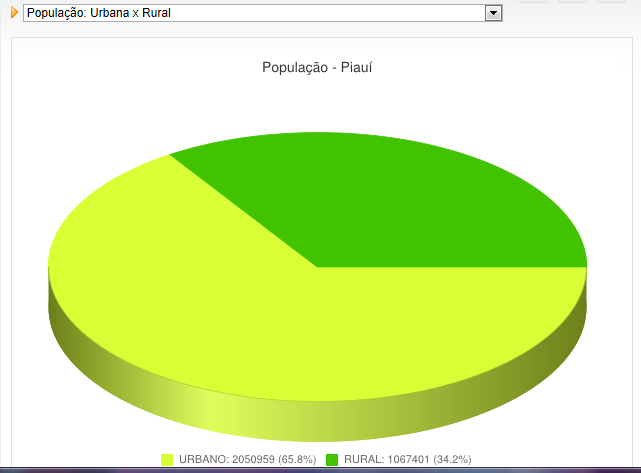 População: Urbana x Rural
População - Piauí
URBANO: 2050959 (65.8%) RURAL: 1067401 (34.2%)